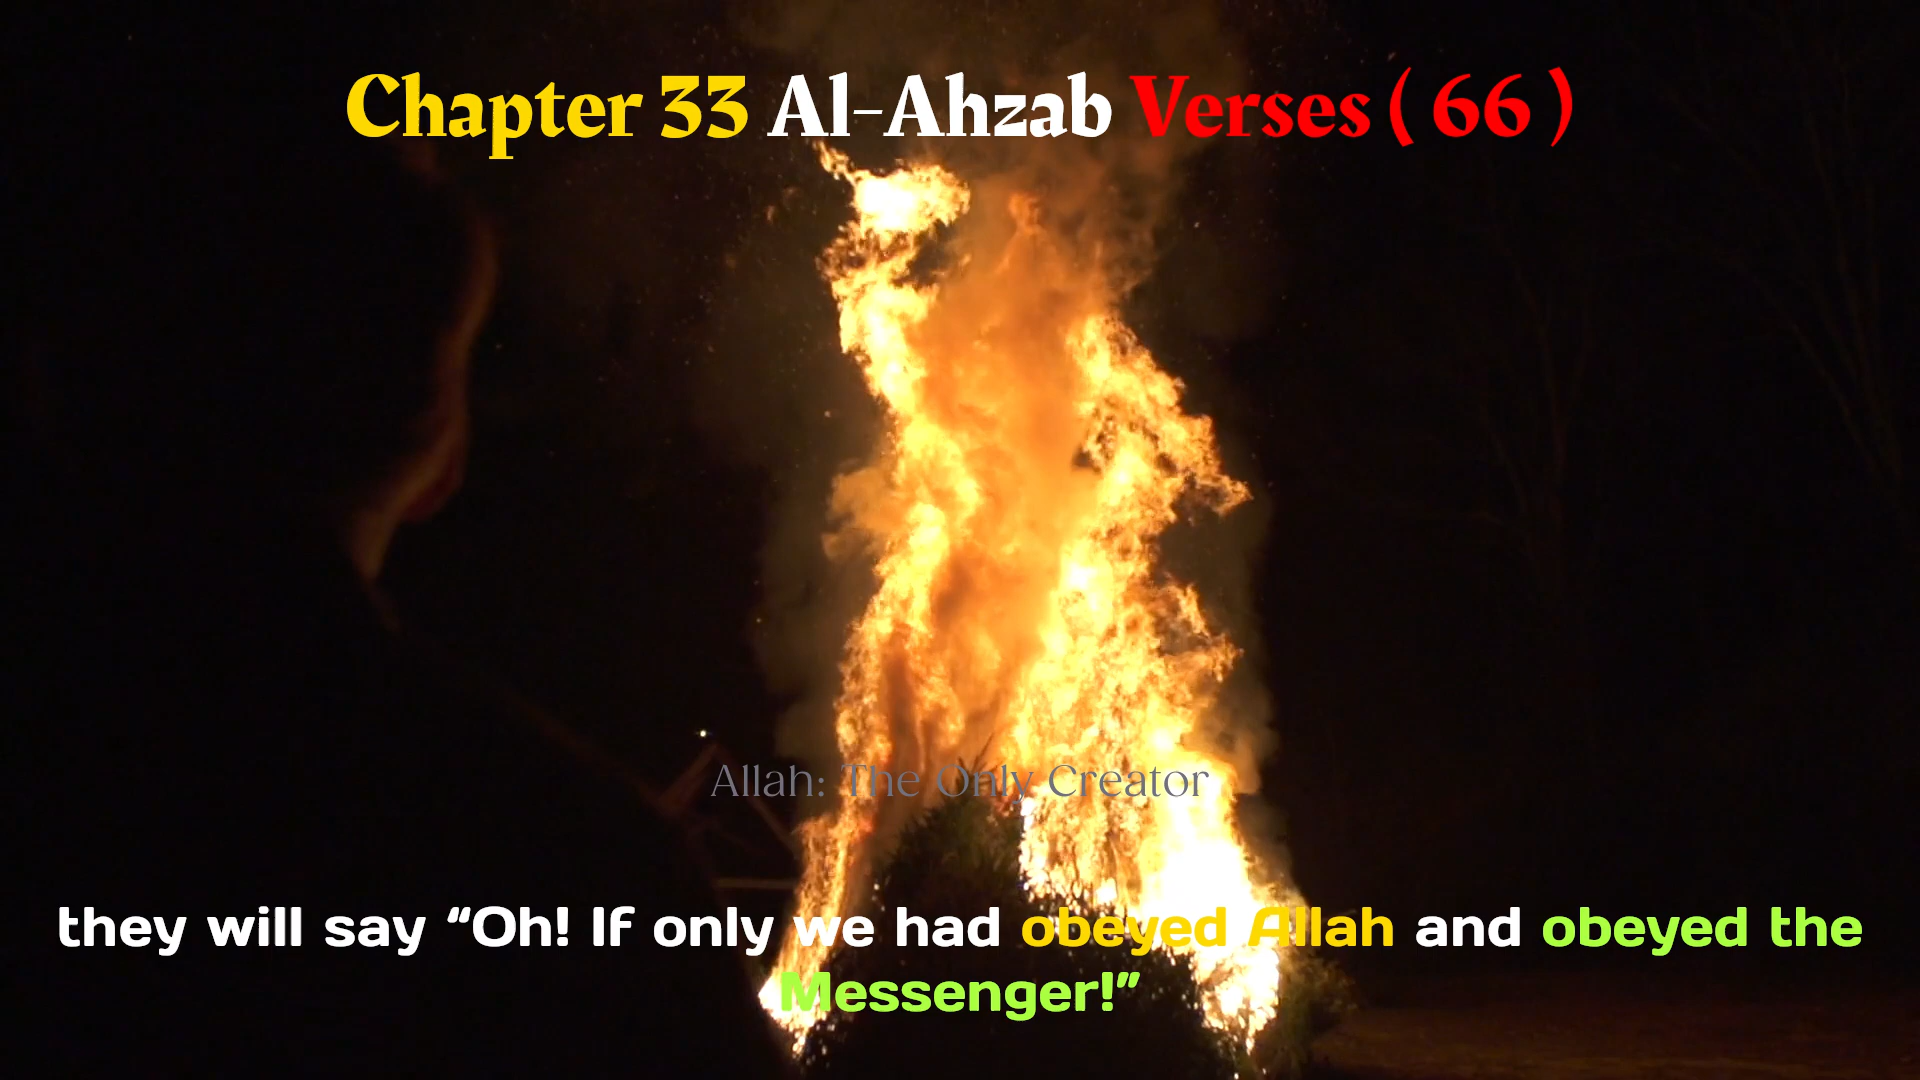 Chapter 33 Al-Ahzab Verses ( 66 )
Allah: The Only Creator
they will say “Oh! If only we had obeyed Allah and obeyed the
Messenger!”